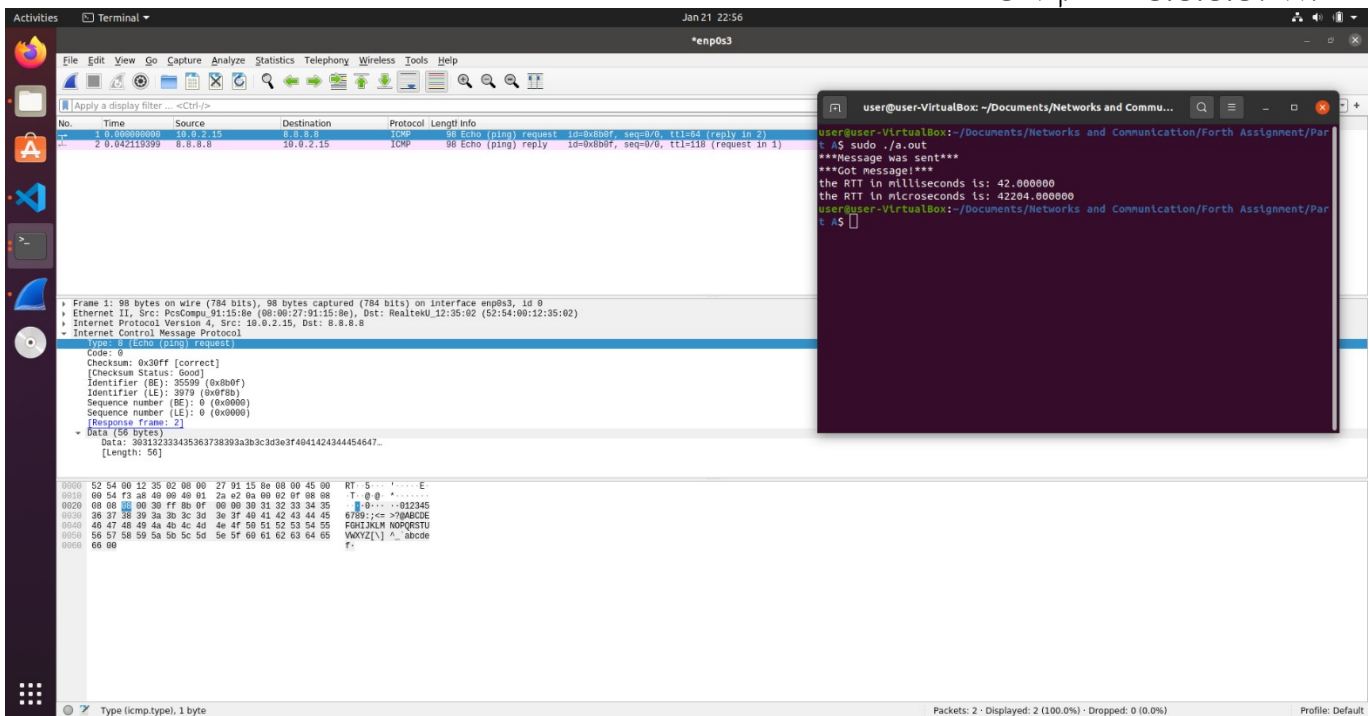 Activities Terminal Jan 21 22:56
*enp0s3
File Edit View Go Capture Analyze Statistics Telephony Wireless Tools Help
Apply a display filter ... <Ctrl-/>
No. Time Source Destination Protocol Length Info
1 0.000000000 10.0.2.15 8.8.8.8 ICMP 98 Echo (ping) request id=0x8b0f, seq=0/0, ttl=64 (reply in 2)
2 0.042119399 8.8.8.8 10.0.2.15 ICMP 98 Echo (ping) reply id=0x8b0f, seq=0/0, ttl=118 (request in 1)
user@user-VirtualBox: ~/Documents/Networks and Commu...
user@user-VirtualBox:~/Documents/Networks and Communication/Forth Assignment/Par
t A$ sudo ./a.out
***Message was sent***
***Got message!***
the RTT in milliseconds is: 42.000000
the RTT in microseconds is: 42204.000000
user@user-VirtualBox:~/Documents/Networks and Communication/Forth Assignment/Par
t A$
Frame 1: 98 bytes on wire (784 bits), 98 bytes captured (784 bits) on interface enp0s3, id 0
Ethernet II, Src: PcsCompu_91:15:8e (08:00:27:91:15:8e), Dst: RealtekU_12:35:02 (52:54:00:12:35:02)
Internet Protocol Version 4, Src: 10.0.2.15, Dst: 8.8.8.8
Internet Control Message Protocol
Type: 8 (Echo (ping) request)
Code: 0
Checksum: 0x30ff [correct]
[Checksum Status: Good]
Identifier (BE): 35599 (0x8b0f)
Identifier (LE): 3979 (0x0f8b)
Sequence number (BE): 0 (0x0000)
Sequence number (LE): 0 (0x0000)
[Response frame: 2]
Data (56 bytes)
Data: 303132333435363738393a3b3c3d3e3f4041424344454647…
[Length: 56]
0000 52 54 00 12 35 02 08 00 27 91 15 8e 08 00 45 00 RT··5··· '·····E·
0010 00 54 f3 a8 40 00 40 01 2a e2 0a 00 02 0f 08 08 ·T··@·@· *·······
0020 08 08 08 00 30 ff 8b 0f 00 00 30 31 32 33 34 35 ····0··· ··012345
0030 36 37 38 39 3a 3b 3c 3d 3e 3f 40 41 42 43 44 45 6789:;<= >?@ABCDE
0040 46 47 48 49 4a 4b 4c 4d 4e 4f 50 51 52 53 54 55 FGHIJKLM NOPQRSTU
0050 56 57 58 59 5a 5b 5c 5d 5e 5f 60 61 62 63 64 65 VWXYZ[\] ^_`abcde
0060 66 00 f·
Type (icmp.type), 1 byte Packets: 2 · Displayed: 2 (100.0%) · Dropped: 0 (0.0%) Profile: Default